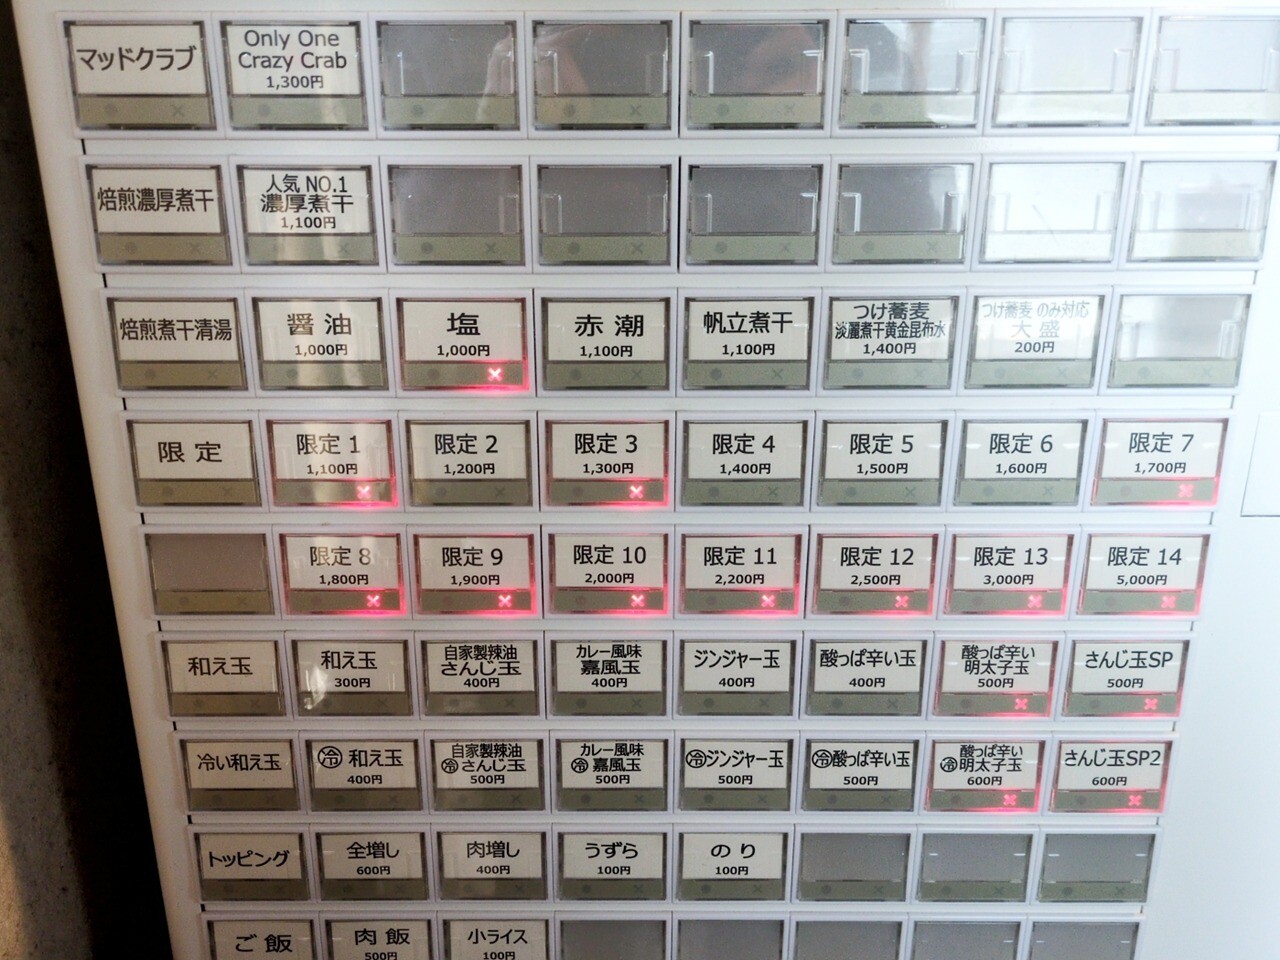 マッドクラブ
Only One
Crazy Crab
1,300円
焙煎濃厚煮干
人気 NO.1
濃厚煮干
1,100円
焙煎煮干清湯
醤油
1,000円
塩
1,000円
赤潮
1,100円
帆立煮干
1,100円
つけ蕎麦
淡麗煮干黄金昆布水
1,400円
つけ蕎麦 のみ対応
大盛
200円
限定
限定 1
1,100円
限定 2
1,200円
限定 3
1,300円
限定 4
1,400円
限定 5
1,500円
限定 6
1,600円
限定 7
1,700円
限定 8
1,800円
限定 9
1,900円
限定 10
2,000円
限定 11
2,200円
限定 12
2,500円
限定 13
3,000円
限定 14
5,000円
和え玉
和え玉
300円
自家製辣油
さんじ玉
400円
カレー風味
嘉風玉
400円
ジンジャー玉
400円
酸っぱ辛い玉
400円
酸っぱ辛い
明太子玉
500円
さんじ玉SP
500円
冷い和え玉
㊋和え玉
400円
自家製辣油
冷さんじ玉
500円
カレー風味
冷嘉風玉
500円
冷ジンジャー玉
500円
冷酸っぱ辛い玉
500円
酸っぱ辛い
冷明太子玉
600円
さんじ玉SP2
600円
トッピング
全増し
600円
肉増し
400円
うずら
100円
のり
100円
ご飯
肉飯
500円
小ライス
100円